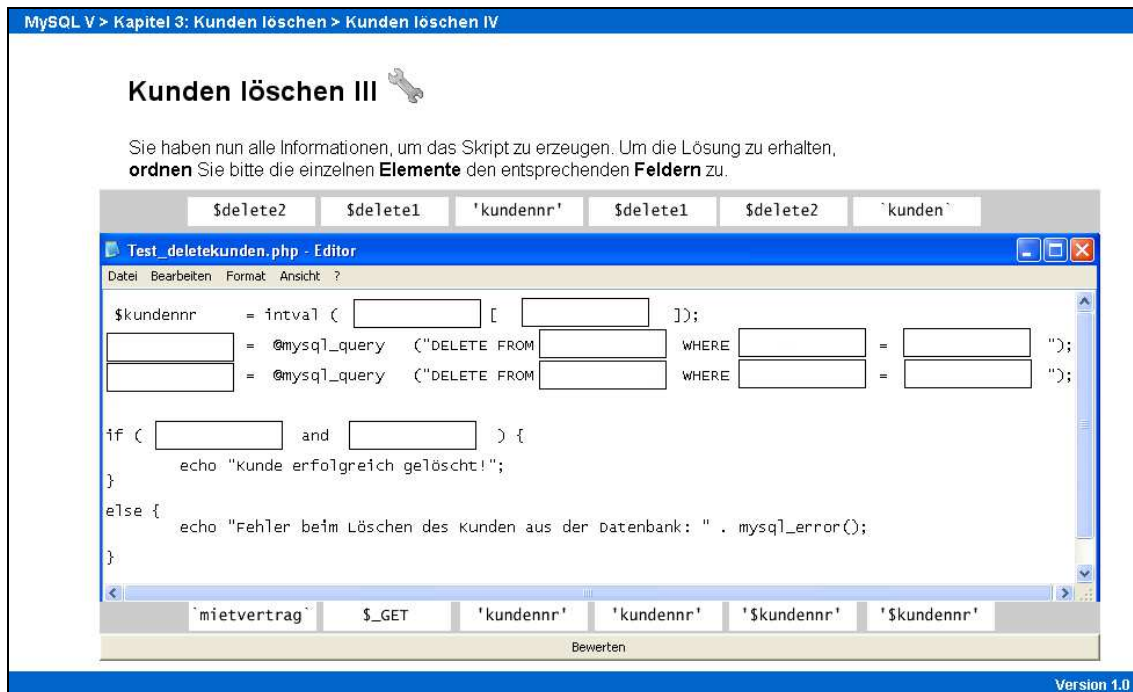 MySQL V > Kapitel 3: Kunden löschen > Kunden löschen IV
Kunden löschen III
Sie haben nun alle Informationen, um das Skript zu erzeugen. Um die Lösung zu erhalten,
ordnen Sie bitte die einzelnen Elemente den entsprechenden Feldern zu.
$delete2 $delete1 'kundennr' $delete1 $delete2 `kunden`
Test_deletekunden.php - Editor
Datei Bearbeiten Format Ansicht ?
$kundennr = intval ( [ ]);
= @mysql_query ("DELETE FROM WHERE = ");
= @mysql_query ("DELETE FROM WHERE = ");
if ( and ) {
echo "Kunde erfolgreich gelöscht!";
}
else {
echo "Fehler beim Löschen des Kunden aus der Datenbank: " . mysql_error();
}
`mietvertrag` $_GET 'kundennr' 'kundennr' '$kundennr' '$kundennr'
Bewerten
Version 1.0